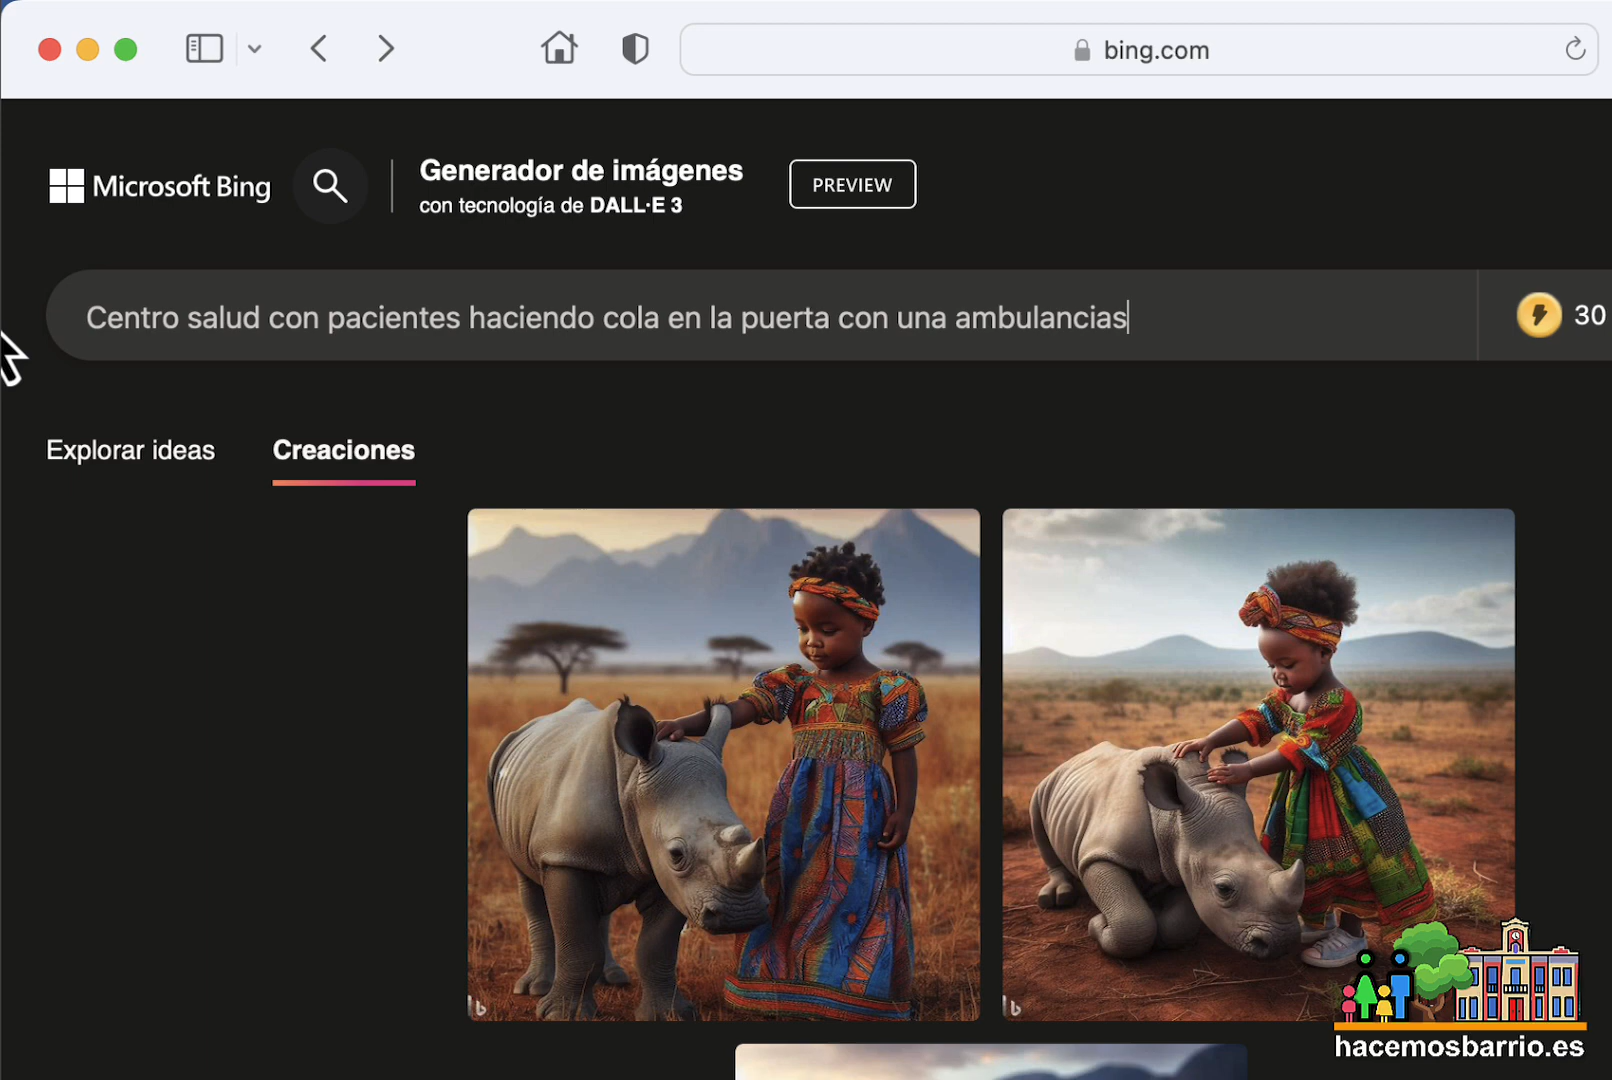 bing.com
Microsoft Bing
Generador de imágenes
con tecnología de DALL·E 3
PREVIEW
Centro salud con pacientes haciendo cola en la puerta con una ambulancias
30
Explorar ideas
Creaciones
hacemosbarrio.es